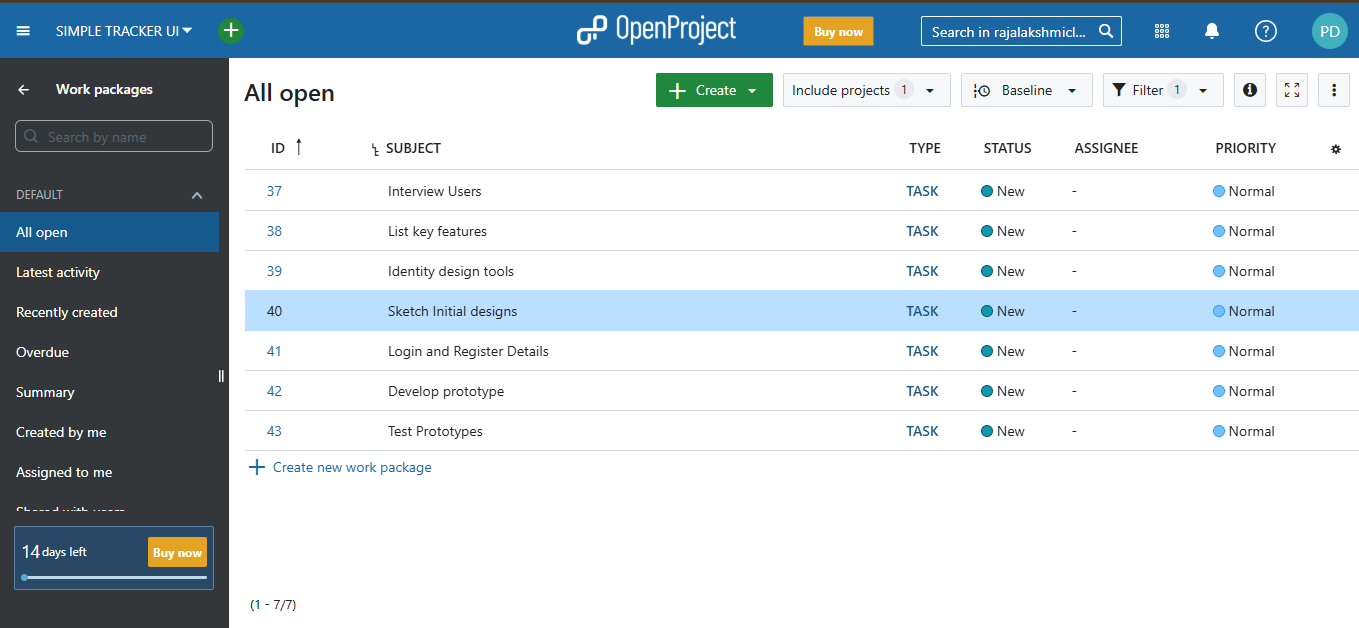 SIMPLE TRACKER UI
OpenProject
Buy now
Search in rajalakshmicl...
?
PD
Work packages
Search by name
DEFAULT
All open
Latest activity
Recently created
Overdue
Summary
Created by me
Assigned to me
Shared with users
14 days left
Buy now
All open
Create
Include projects 1
Baseline
Filter 1
ID SUBJECT TYPE STATUS ASSIGNEE PRIORITY
37 Interview Users TASK New - Normal
38 List key features TASK New - Normal
39 Identity design tools TASK New - Normal
40 Sketch Initial designs TASK New - Normal
41 Login and Register Details TASK New - Normal
42 Develop prototype TASK New - Normal
43 Test Prototypes TASK New - Normal
Create new work package
(1 - 7/7)